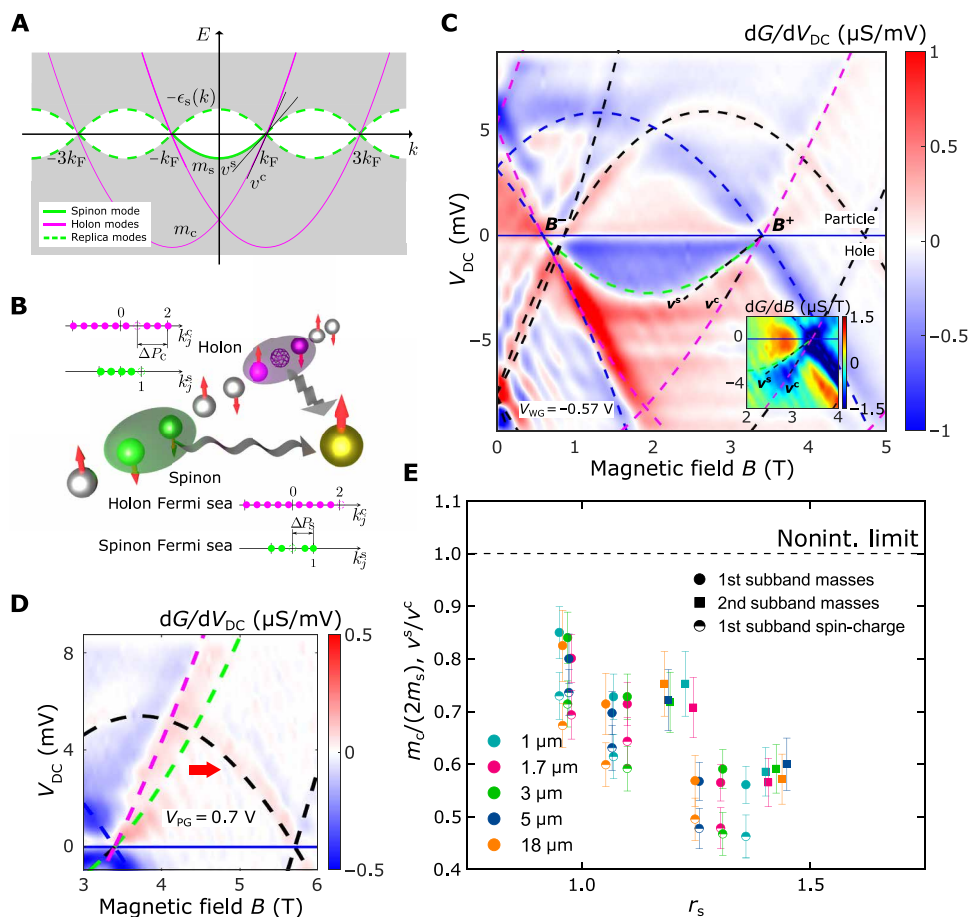 A
E
−ϵs(k)
k
−3kF
−kF
ms
vs
kF
3kF
vc
mc
Spinon mode
Holon modes
Replica modes
B
0 2
kjc
ΔPc
kjs
1
Holon
Spinon
Holon Fermi sea
0 2
kjc
ΔPs
Spinon Fermi sea
1
kjs
C
dG/dVDC (µS/mV)
5
0
−5
VDC (mV)
B−
B+
Particle
Hole
vs
vc
VWG = −0.57 V
dG/dB (µS/T)
0
−2
−4
2 3 4
vs
vc
1.5
0
−1.5
0 1 2 3 4 5
Magnetic field B (T)
1
0.5
0
−0.5
−1
D
dG/dVDC (µS/mV)
8
4
0
VDC (mV)
VPG = 0.7 V
3 4 5 6
Magnetic field B (T)
0.5
0
−0.5
E
1.1
1.0
0.9
0.8
0.7
0.6
0.5
0.4
mc/(2ms), vs/vc
Nonint. limit
1st subband masses
2nd subband masses
1st subband spin-charge
1 µm
1.7 µm
3 µm
5 µm
18 µm
1.0 1.5
rs